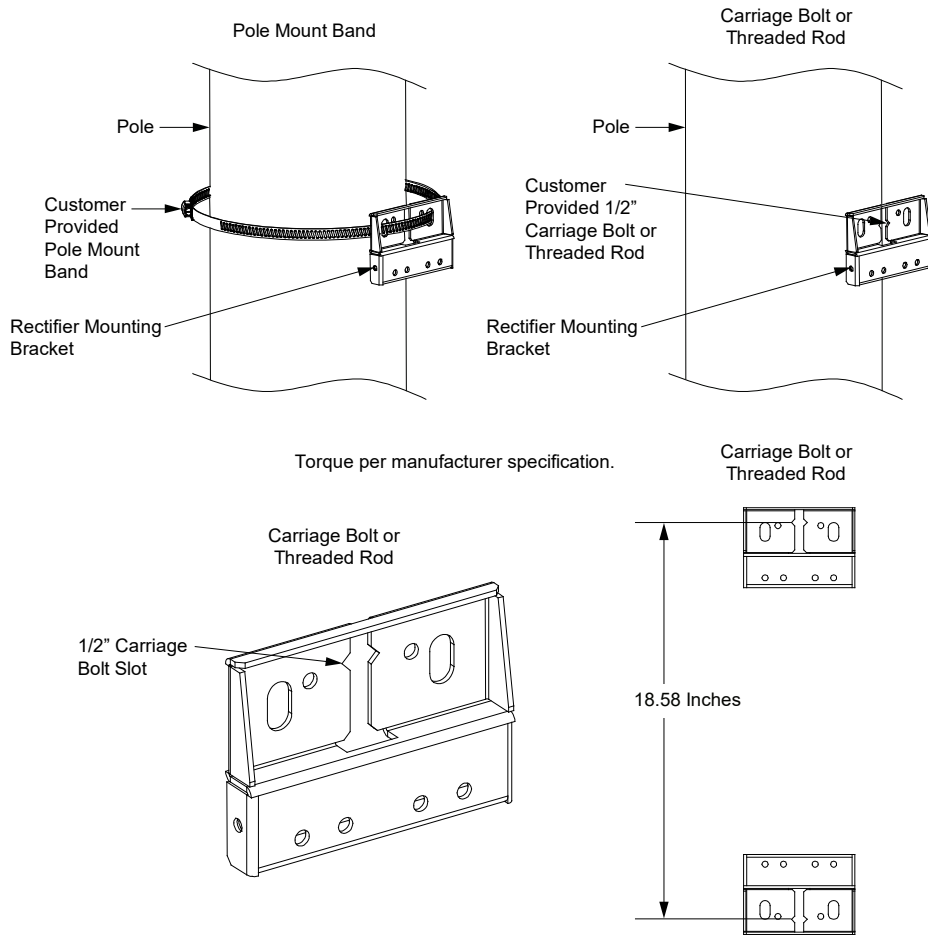 Pole Mount Band
Carriage Bolt or
Threaded Rod
Pole
Customer
Provided
Pole Mount
Band
Rectifier Mounting
Bracket
Pole
Customer
Provided 1/2”
Carriage Bolt or
Threaded Rod
Rectifier Mounting
Bracket
Torque per manufacturer specification.
Carriage Bolt or
Threaded Rod
Carriage Bolt or
Threaded Rod
1/2” Carriage
Bolt Slot
18.58 Inches